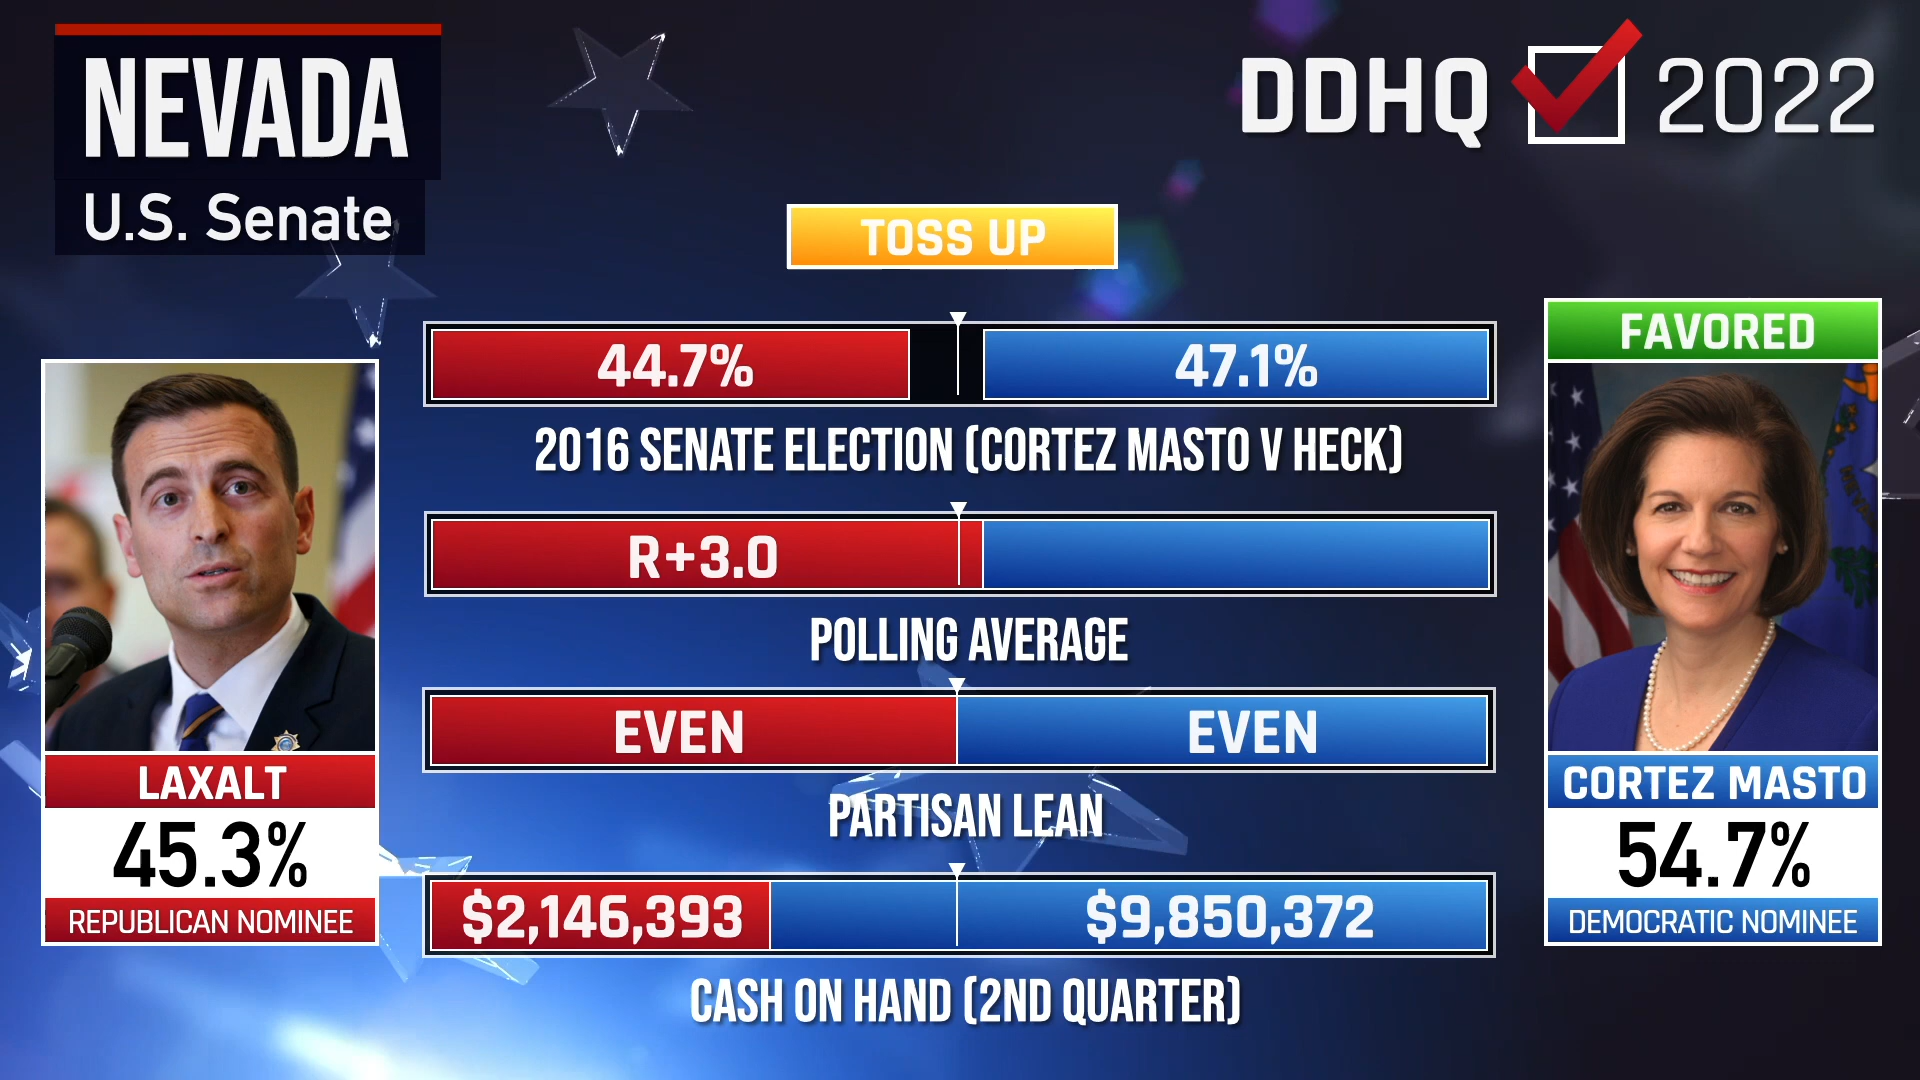 NEVADA
U.S. Senate
DDHQ 2022
TOSS UP
FAVORED
44.7% 47.1%
2016 SENATE ELECTION (CORTEZ MASTO V HECK)
R+3.0
POLLING AVERAGE
EVEN EVEN
PARTISAN LEAN
$2,146,393 $9,850,372
CASH ON HAND (2ND QUARTER)
LAXALT
45.3%
REPUBLICAN NOMINEE
CORTEZ MASTO
54.7%
DEMOCRATIC NOMINEE